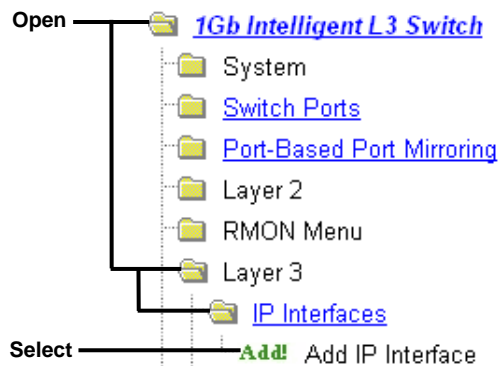 Open
1Gb Intelligent L3 Switch
System
Switch Ports
Port-Based Port Mirroring
Layer 2
RMON Menu
Layer 3
IP Interfaces
Select
Add! Add IP Interface